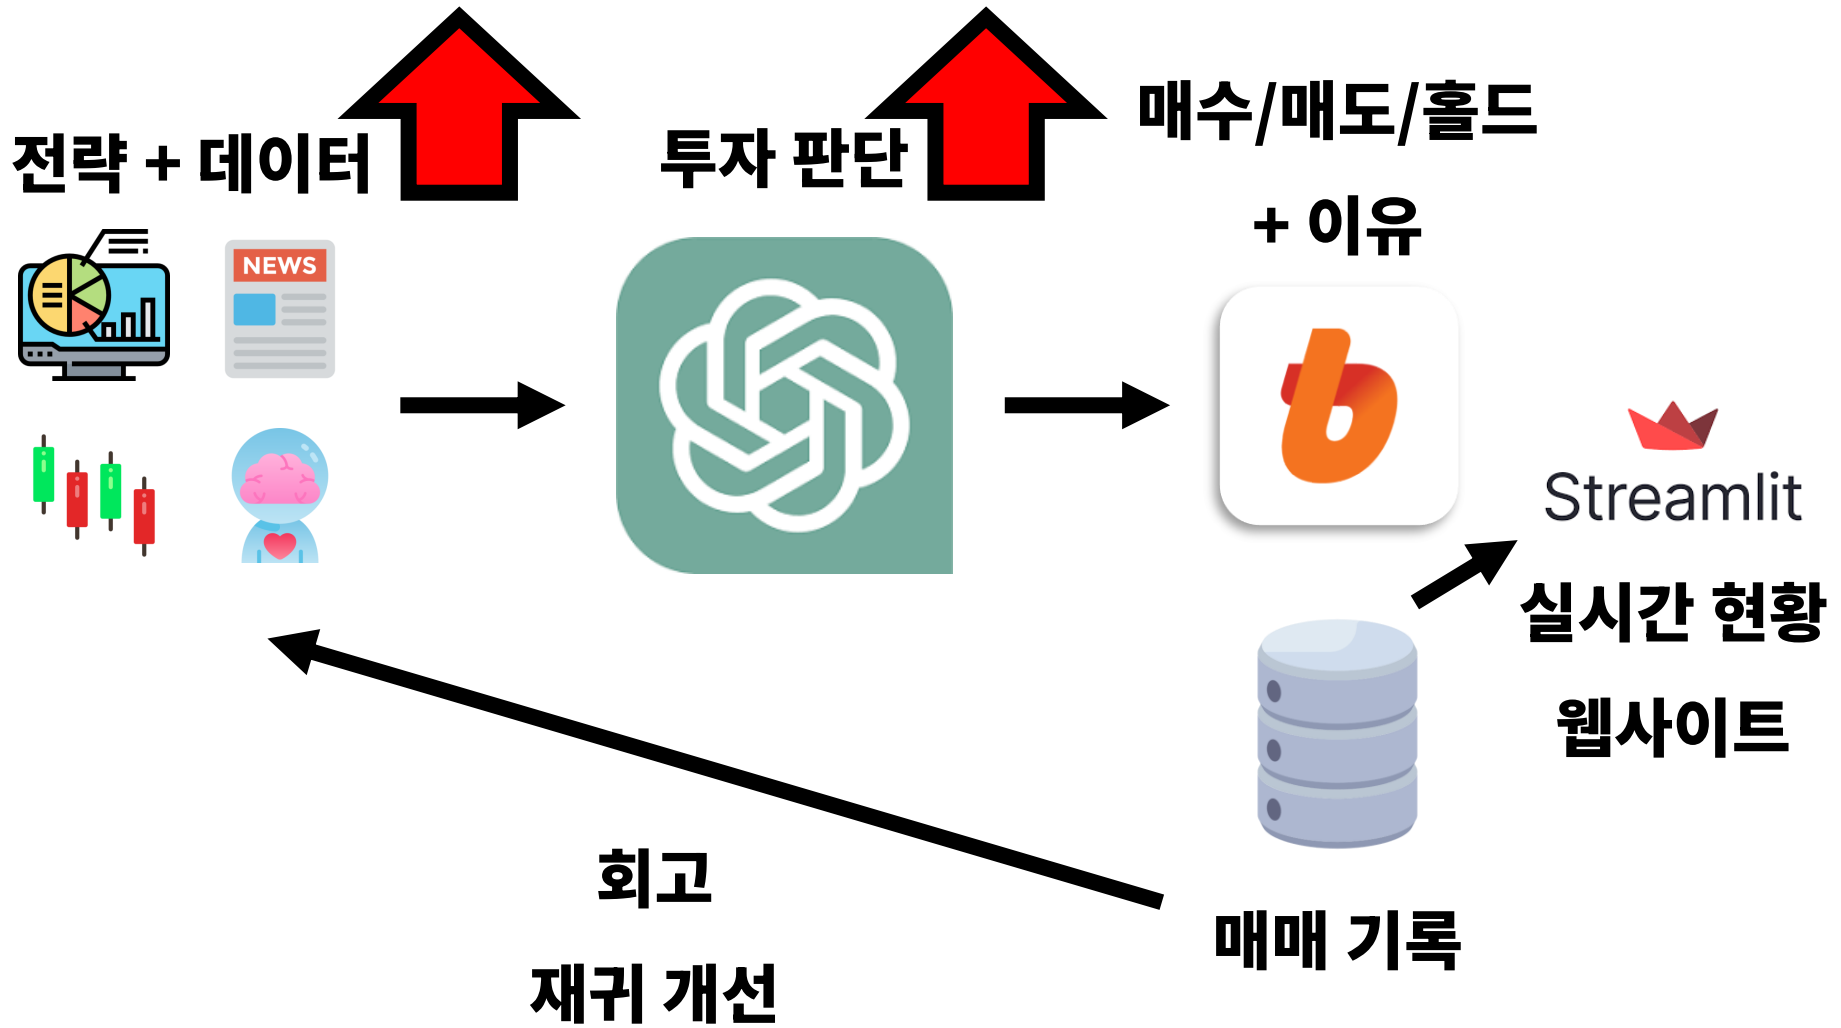 전략 + 데이터
투자 판단
매수/매도/홀드
+ 이유
NEWS
Streamlit
실시간 현황
웹사이트
회고
재귀 개선
매매 기록